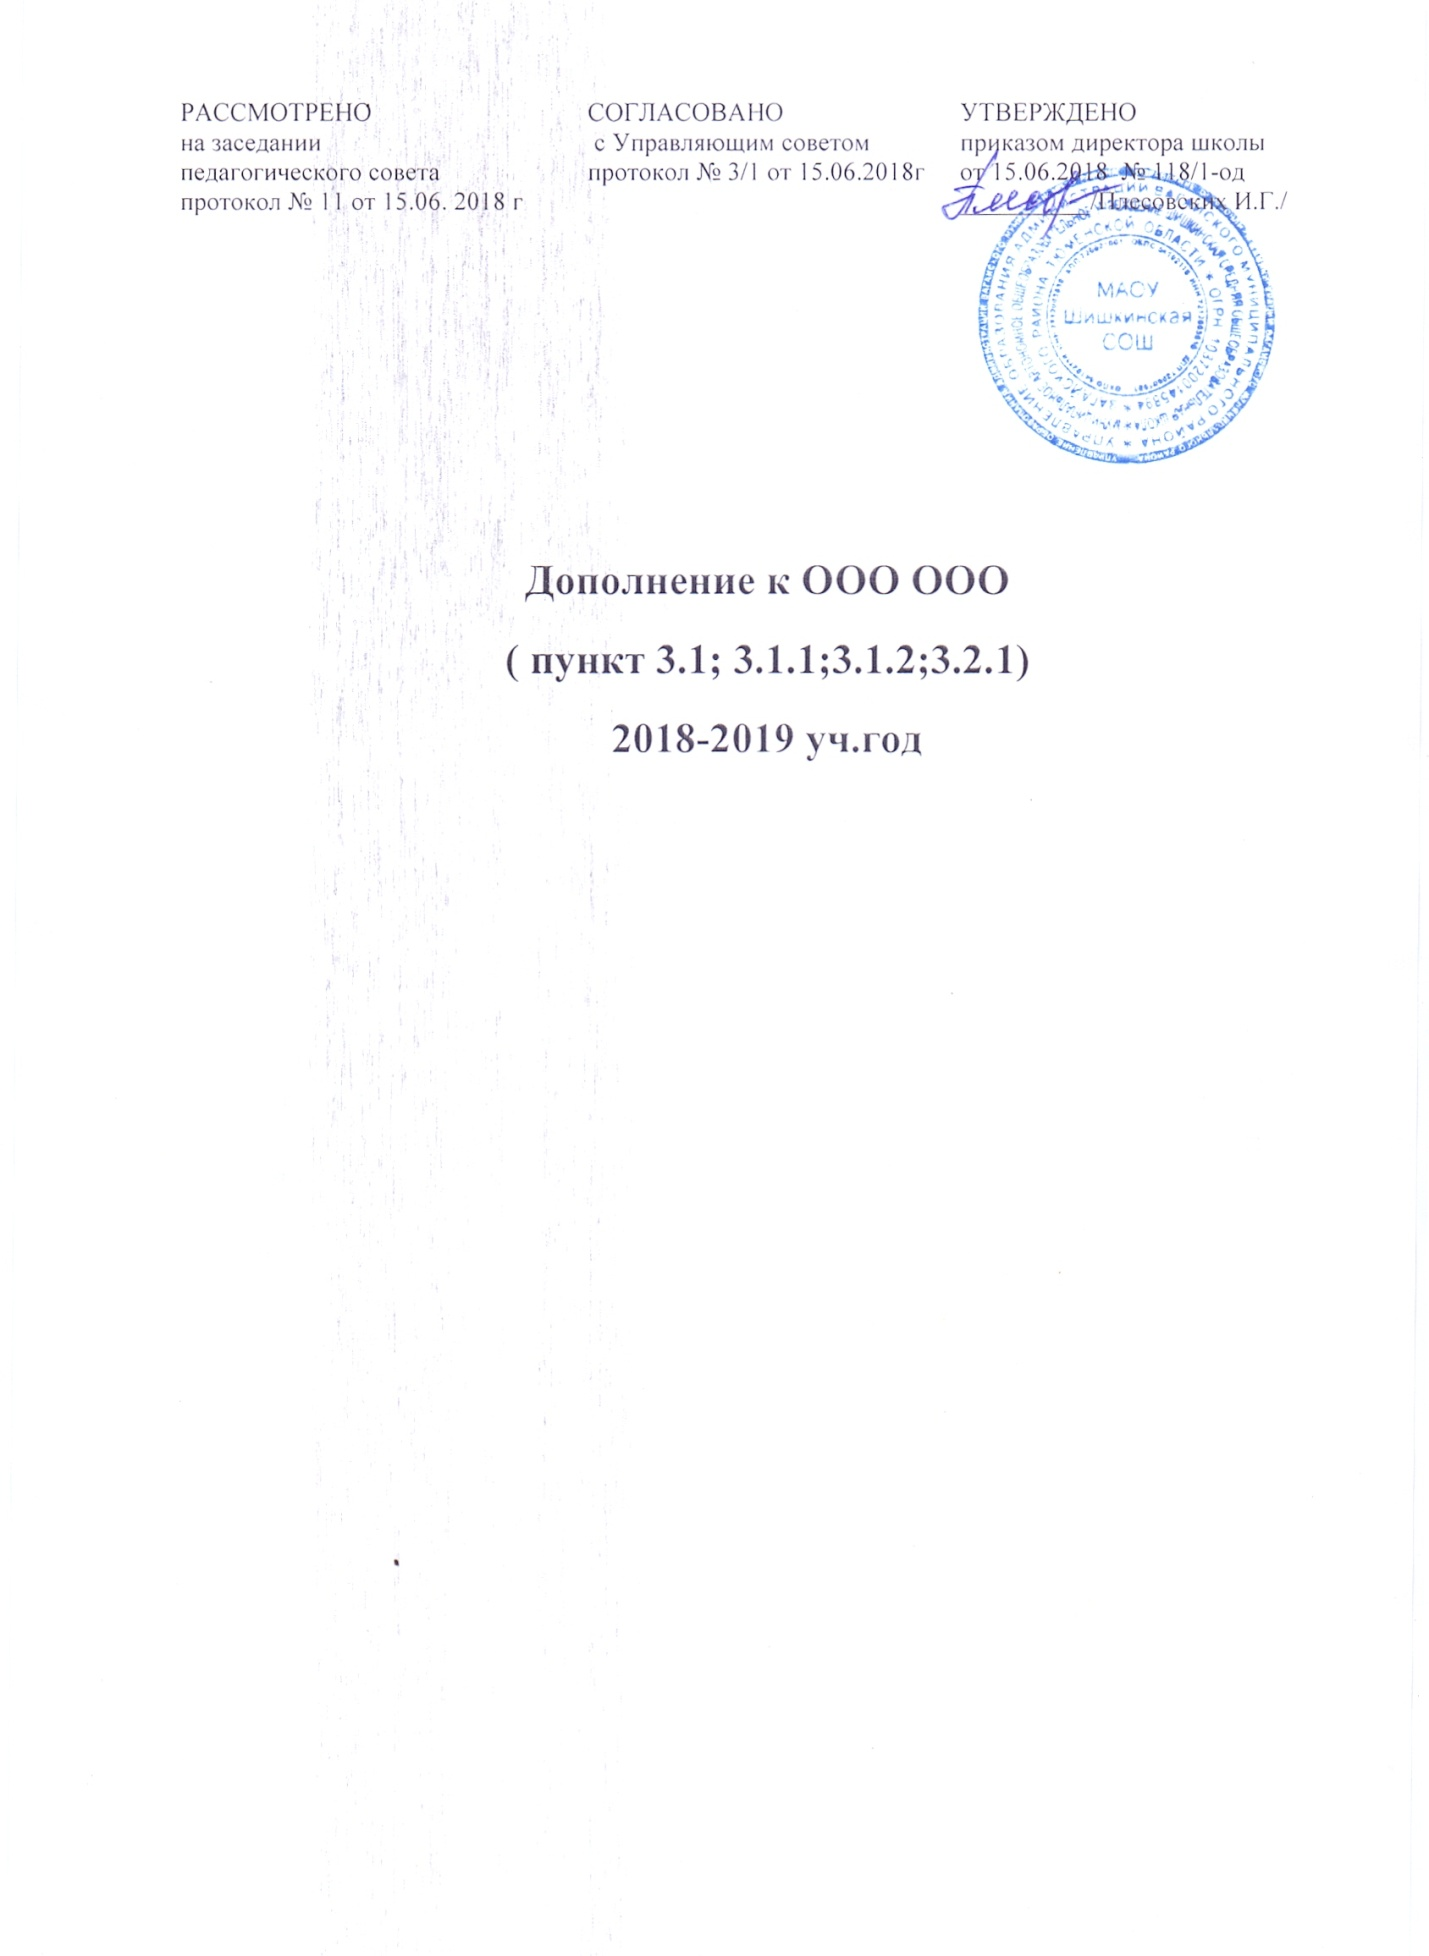 РАССМОТРЕНО
на заседании
педагогического совета
протокол № 11 от 15.06. 2018 г
СОГЛАСОВАНО
с Управляющим советом
протокол № 3/1 от 15.06.2018г
УТВЕРЖДЕНО
приказом директора школы
от 15.06.2018 № 118/1-од
/Плесовских И.Г./
МАОУ
Шишкинская
СОШ
Дополнение к ООО ООО
( пункт 3.1; 3.1.1;3.1.2;3.2.1)
2018-2019 уч.год